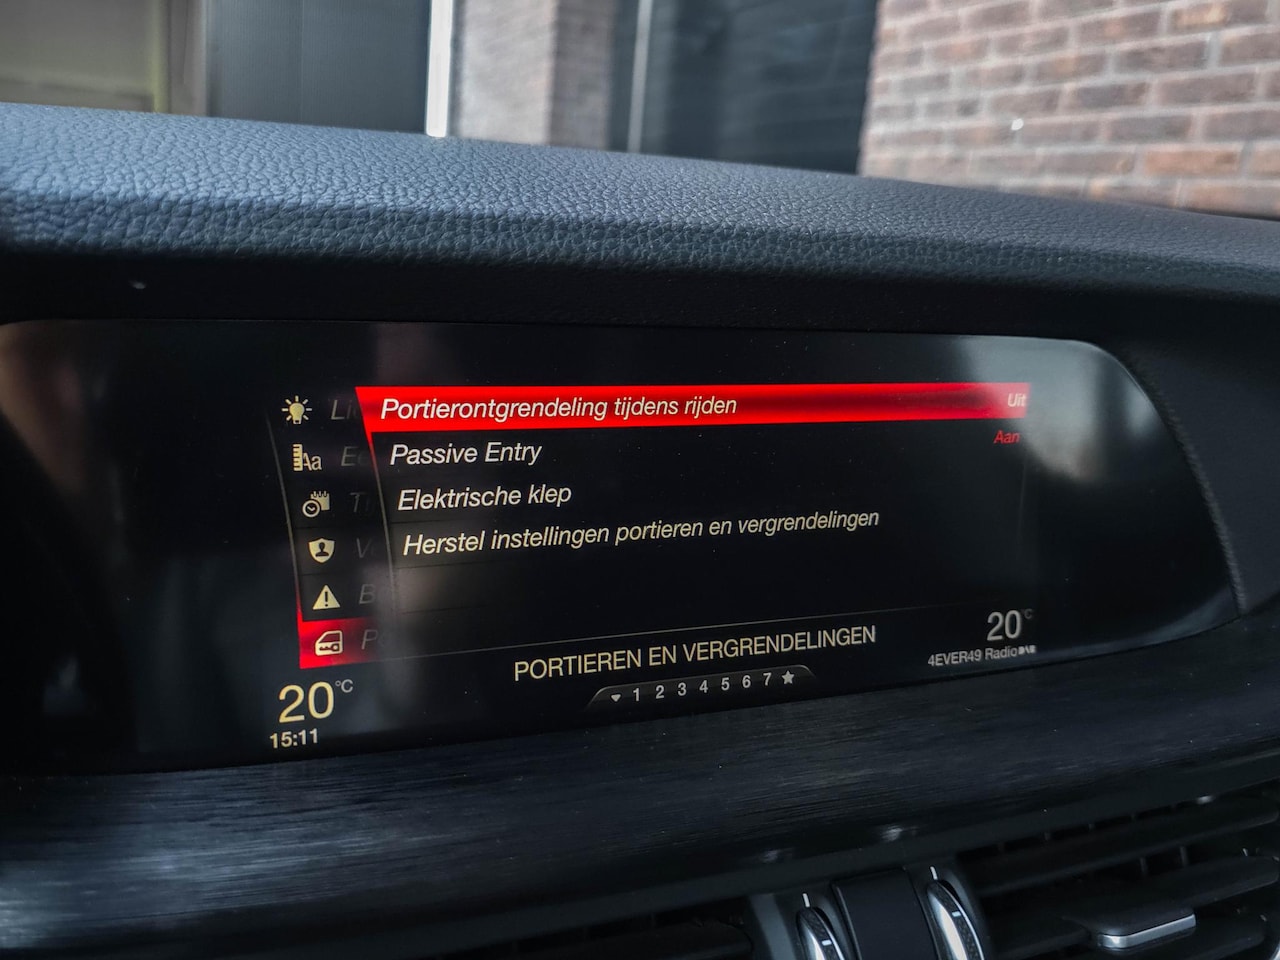 Portierontgrendeling tijdens rijden Uit
Passive Entry Aan
Elektrische klep
Herstel instellingen portieren en vergrendelingen
Aa
PORTIEREN EN VERGRENDELINGEN
1 2 3 4 5 6 7
20°C
15:11
20°C
4EVER49 Radio